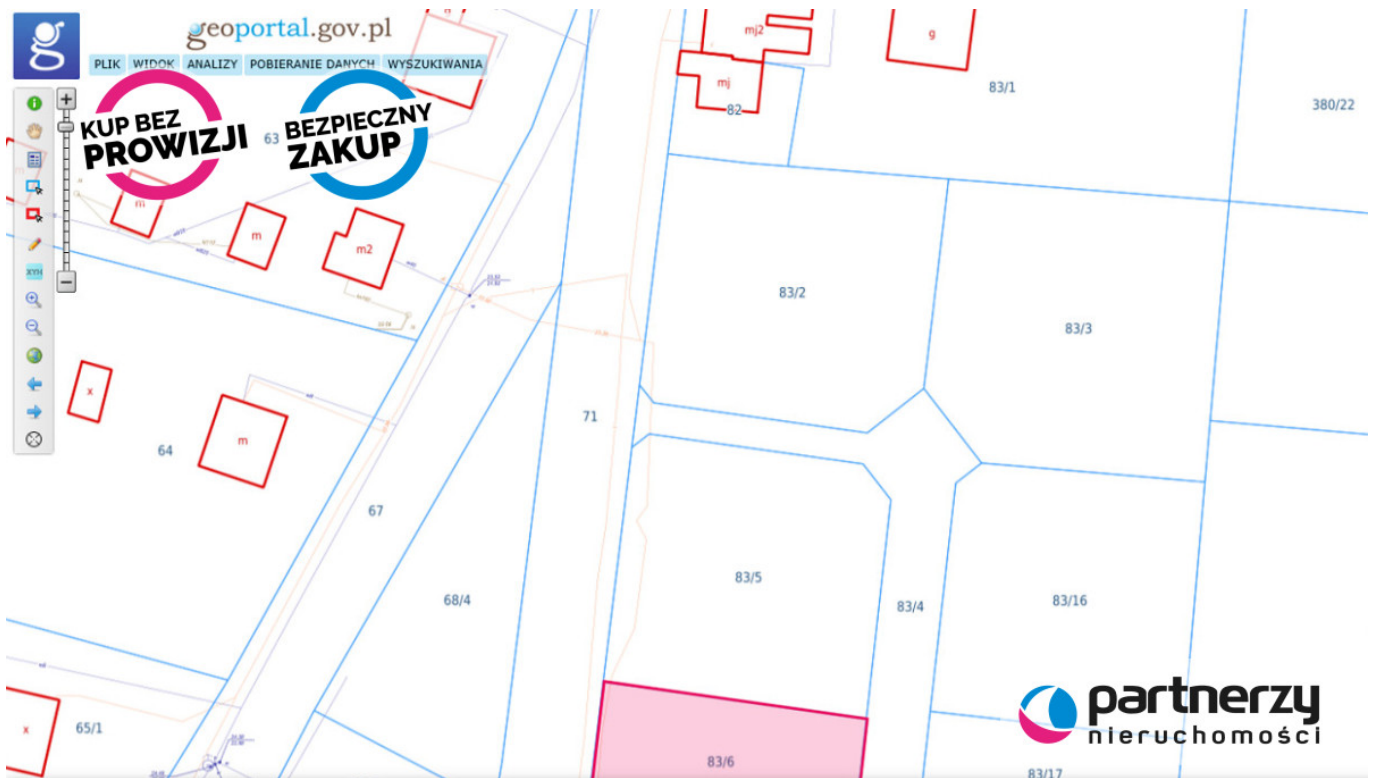 geoportal.gov.pl
PLIK WIDOK ANALIZY POBIERANIE DANYCH WYSZUKIWANIA
KUP BEZ
PROWIZJI
BEZPIECZNY
ZAKUP
XYH
mj2
g
mj
82
83/1
380/22
63
m
m
m2
83/2
83/3
x
m
64
71
67
83/5
68/4
83/4
83/16
x
65/1
83/6
83/17
partnerzy
nieruchomości